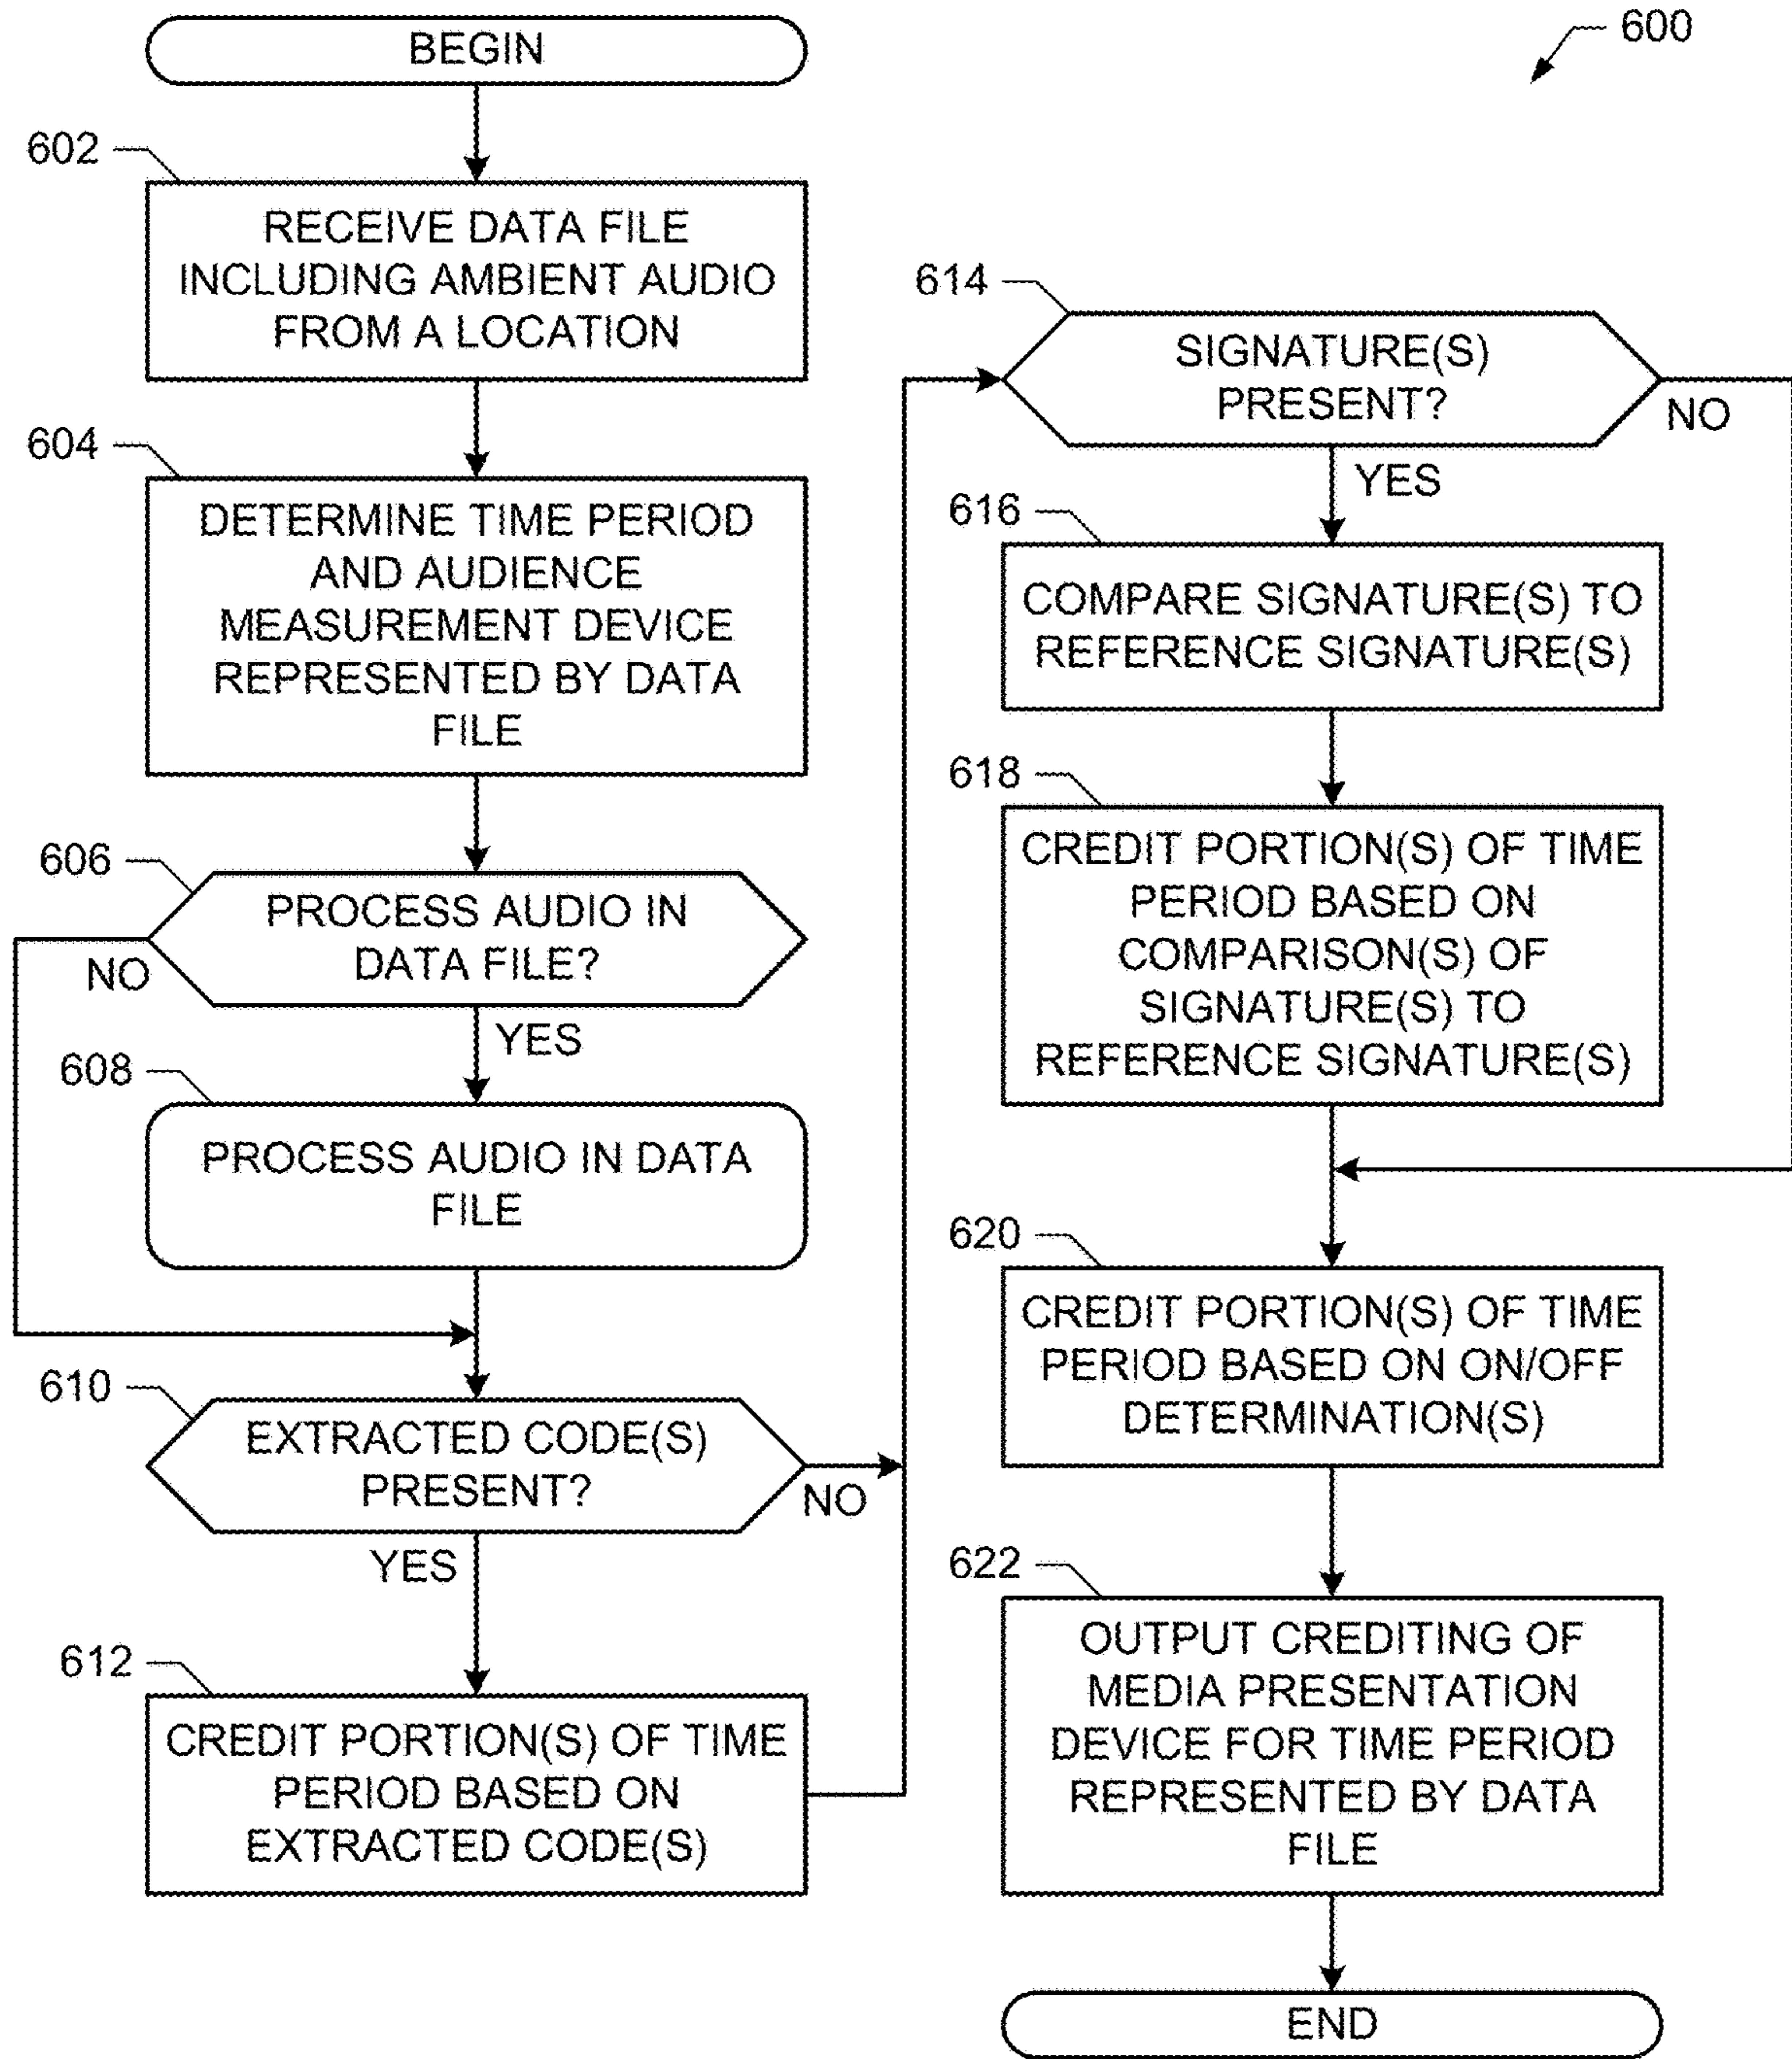 600
BEGIN
602
RECEIVE DATA FILE
INCLUDING AMBIENT AUDIO
FROM A LOCATION
604
DETERMINE TIME PERIOD
AND AUDIENCE
MEASUREMENT DEVICE
REPRESENTED BY DATA
FILE
606
PROCESS AUDIO IN
DATA FILE?
NO
YES
608
PROCESS AUDIO IN DATA
FILE
610
EXTRACTED CODE(S)
PRESENT?
NO
YES
612
CREDIT PORTION(S) OF TIME
PERIOD BASED ON
EXTRACTED CODE(S)
614
SIGNATURE(S)
PRESENT?
NO
YES
616
COMPARE SIGNATURE(S) TO
REFERENCE SIGNATURE(S)
618
CREDIT PORTION(S) OF TIME
PERIOD BASED ON
COMPARISON(S) OF
SIGNATURE(S) TO
REFERENCE SIGNATURE(S)
620
CREDIT PORTION(S) OF TIME
PERIOD BASED ON ON/OFF
DETERMINATION(S)
622
OUTPUT CREDITING OF
MEDIA PRESENTATION
DEVICE FOR TIME PERIOD
REPRESENTED BY DATA
FILE
END